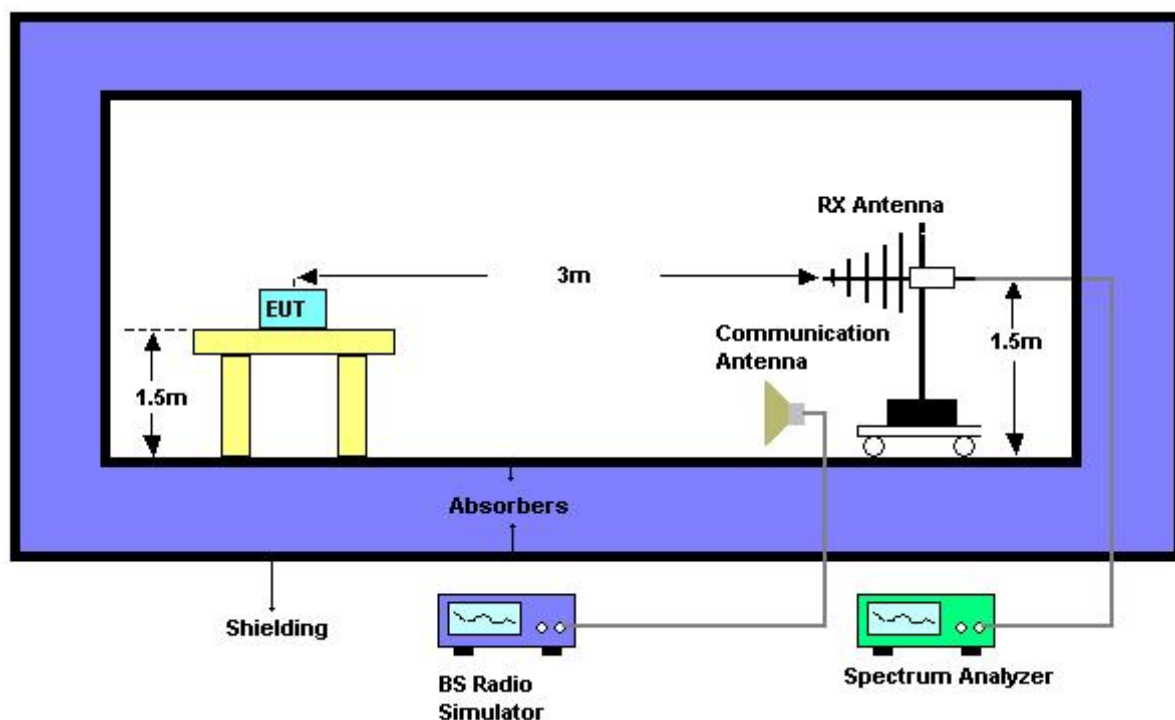 RX Antenna
3m
EUT
Communication
Antenna
1.5m
1.5m
Absorbers
Shielding
BS Radio
Simulator
Spectrum Analyzer